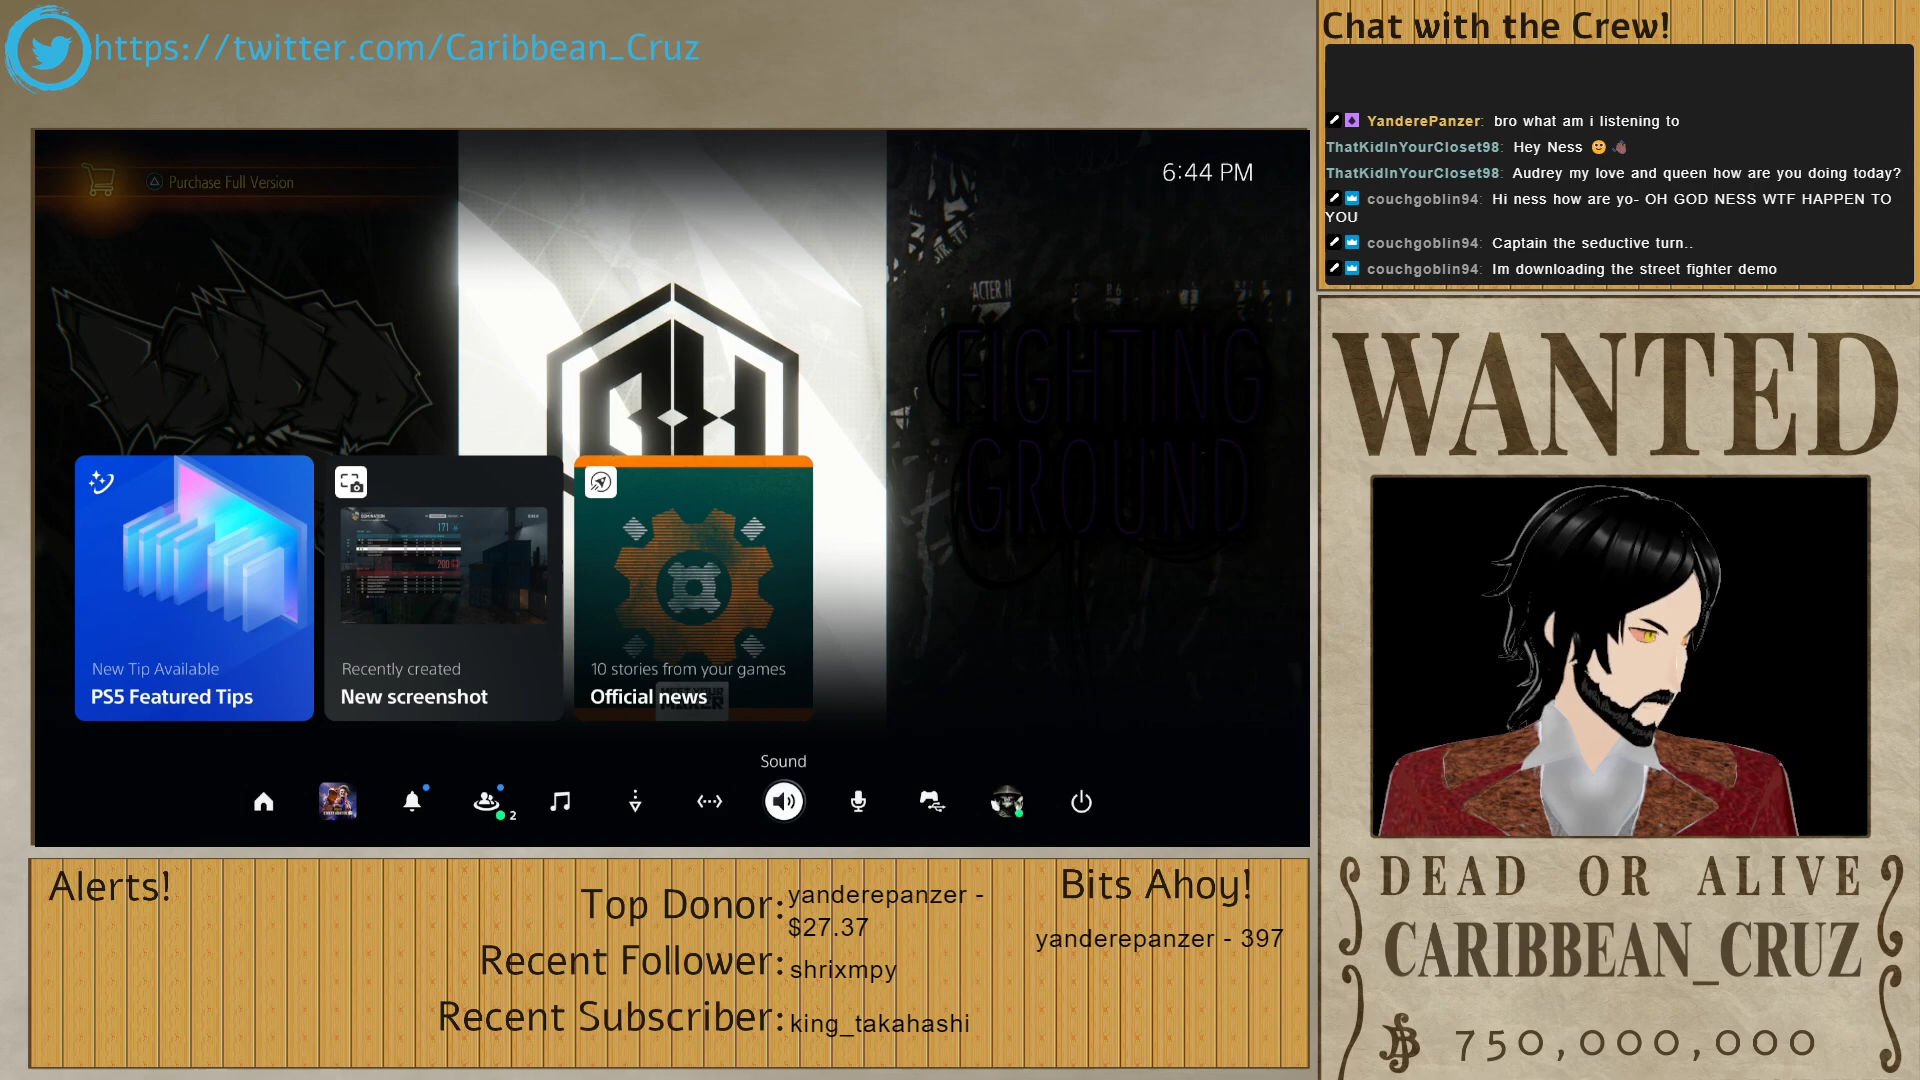 https://twitter.com/Caribbean_Cruz
Chat with the Crew!
YanderePanzer: bro what am i listening to
ThatKidInYourCloset98: Hey Ness
ThatKidInYourCloset98: Audrey my love and queen how are you doing today?
couchgoblin94: Hi ness how are yo- OH GOD NESS WTF HAPPEN TO
YOU
couchgoblin94: Captain the seductive turn..
couchgoblin94: Im downloading the street fighter demo
Purchase Full Version
6:44 PM
FIGHTING
GROUND
171
200
New Tip Available
PS5 Featured Tips
Recently created
New screenshot
10 stories from your games
Official news
Sound
2
WANTED
DEAD OR ALIVE
CARIBBEAN_CRUZ
750,000,000
Alerts!
Top Donor: yanderepanzer -
$27.37
Recent Follower: shrixmpy
Recent Subscriber: king_takahashi
Bits Ahoy!
yanderepanzer - 397